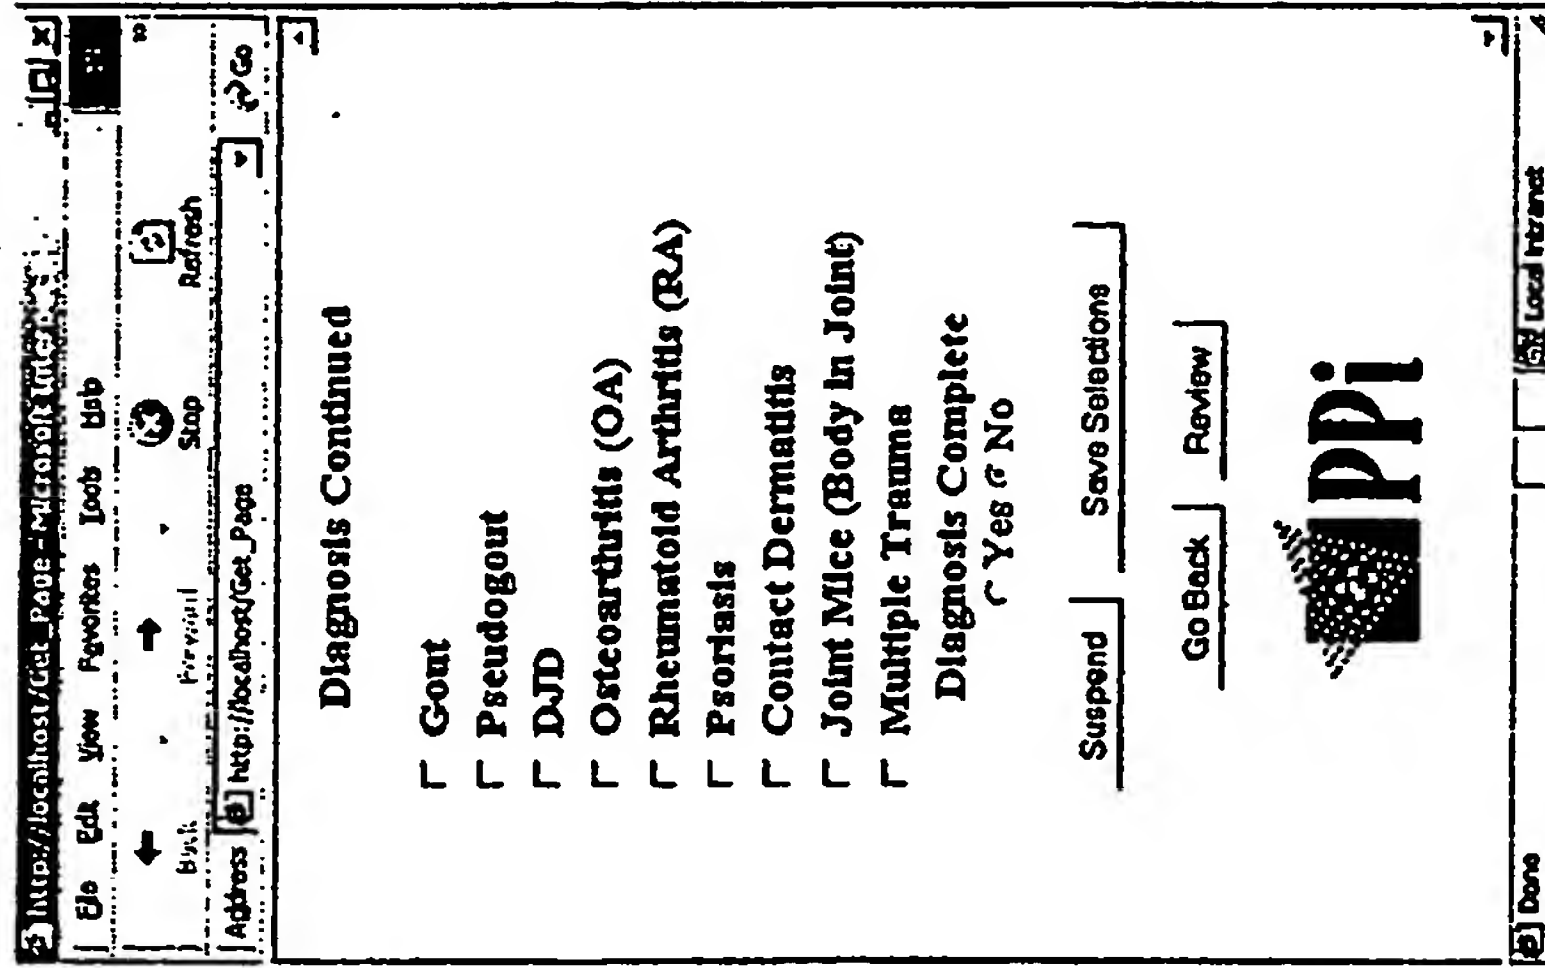 http://localhost/Get_Page - Microsoft Inter
File Edit View Favorites Tools Help
Back Forward Stop Refresh
Address http://localhost/Get_Page Go
Diagnosis Continued
Gout
Pseudogout
DJD
Osteoarthritis (OA)
Rheumatoid Arthritis (RA)
Psoriasis
Contact Dermatitis
Joint Mice (Body in Joint)
Multiple Trauma
Diagnosis Complete
Yes No
Suspend Save Selections
Go Back Review
PPi
Done Local intranet